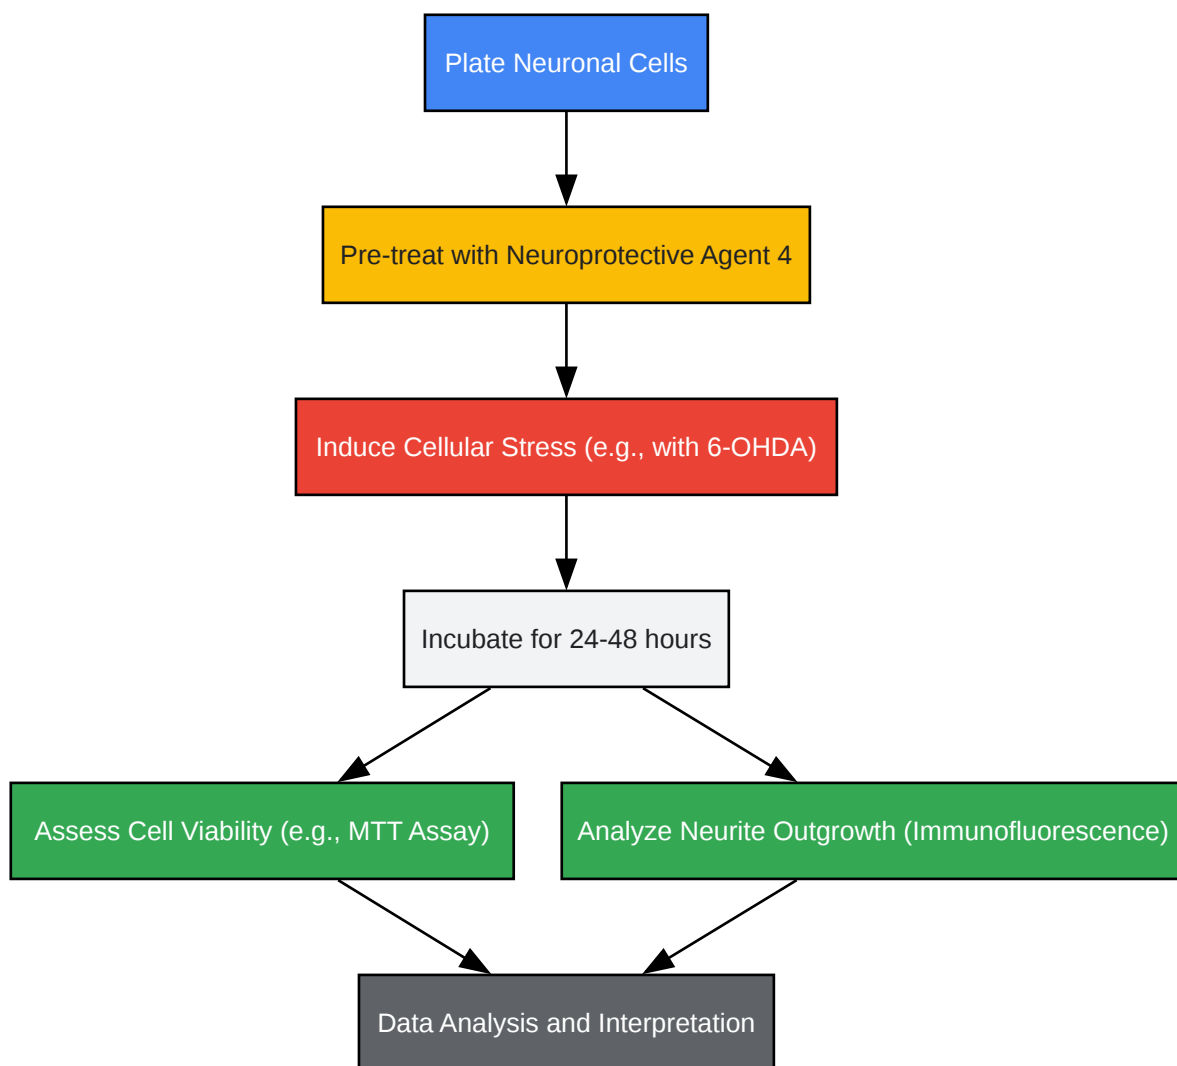 Plate Neuronal Cells
Pre-treat with Neuroprotective Agent 4
Induce Cellular Stress (e.g., with 6-OHDA)
Incubate for 24-48 hours
Assess Cell Viability (e.g., MTT Assay)
Analyze Neurite Outgrowth (Immunofluorescence)
Data Analysis and Interpretation